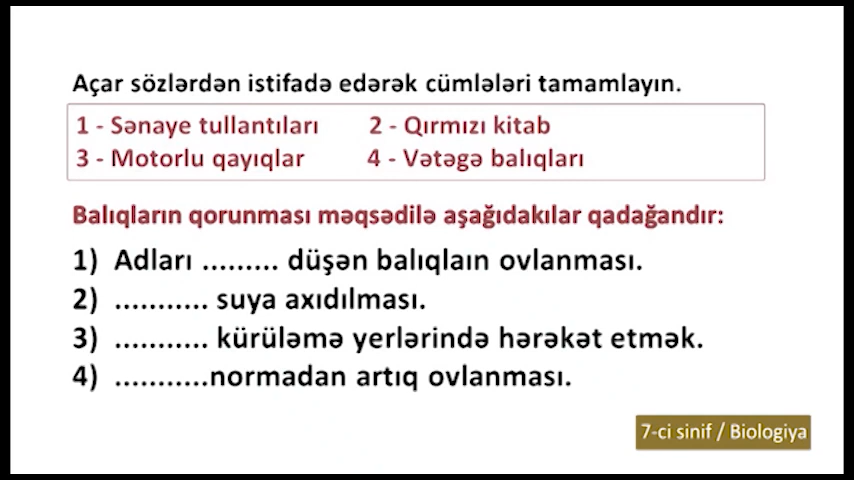 Açar sözlərdən istifadə edərək cümlələri tamamlayın.
1 - Sənaye tullantıları 2 - Qırmızı kitab
3 - Motorlu qayıqlar 4 - Vətəgə balıqları
Balıqların qorunması məqsədilə aşağıdakılar qadağandır:
1) Adları ......... düşən balıqlaın ovlanması.
2) ........... suya axıdılması.
3) ........... kürüləmə yerlərində hərəkət etmək.
4) ...........normadan artıq ovlanması.
7-ci sinif / Biologiya